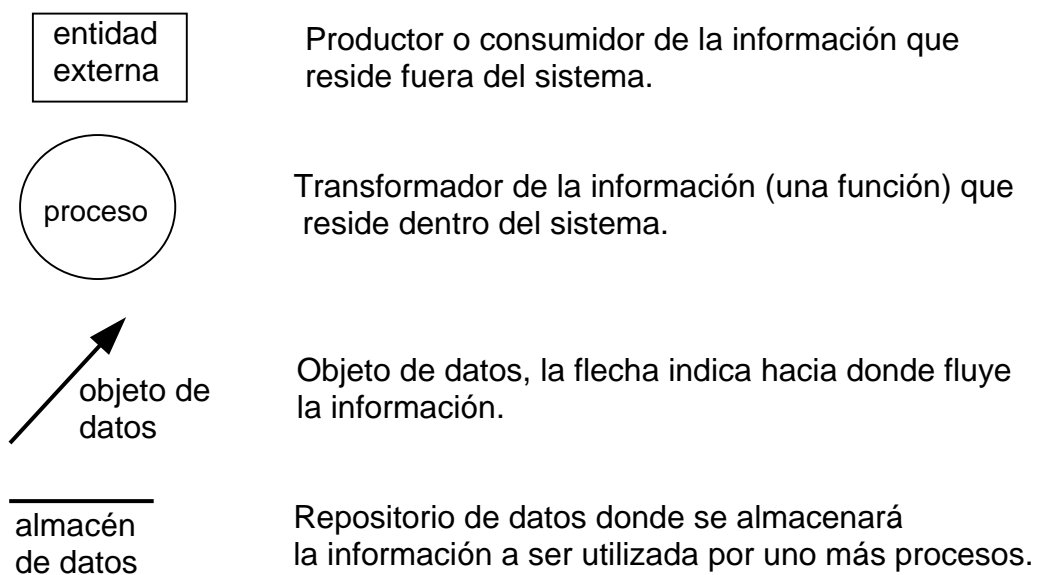 entidad
externa
Productor o consumidor de la información que
reside fuera del sistema.
proceso
Transformador de la información (una función) que
reside dentro del sistema.
objeto de
datos
Objeto de datos, la flecha indica hacia donde fluye
la información.
almacén
de datos
Repositorio de datos donde se almacenará
la información a ser utilizada por uno más procesos.